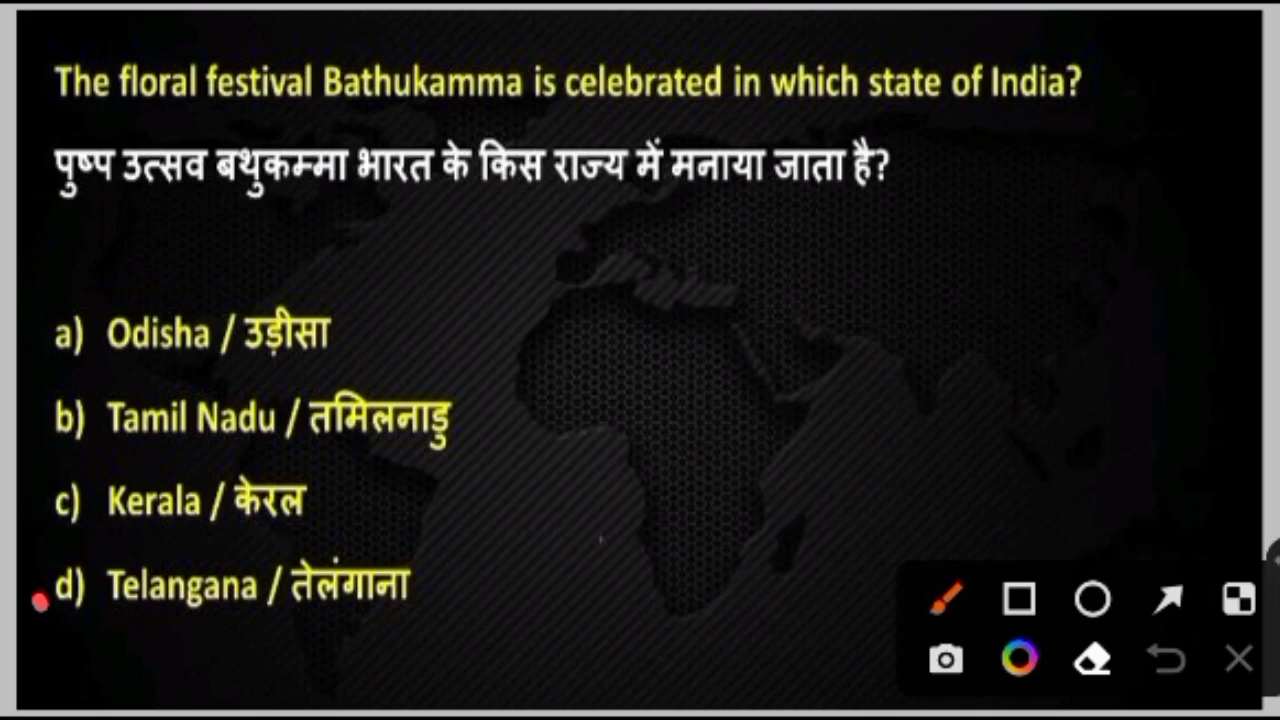 The floral festival Bathukamma is celebrated in which state of India?
पुष्प उत्सव बथुकम्मा भारत के किस राज्य में मनाया जाता है?
a) Odisha / उड़ीसा
b) Tamil Nadu / तमिलनाडु
c) Kerala / केरल
d) Telangana / तेलंगाना